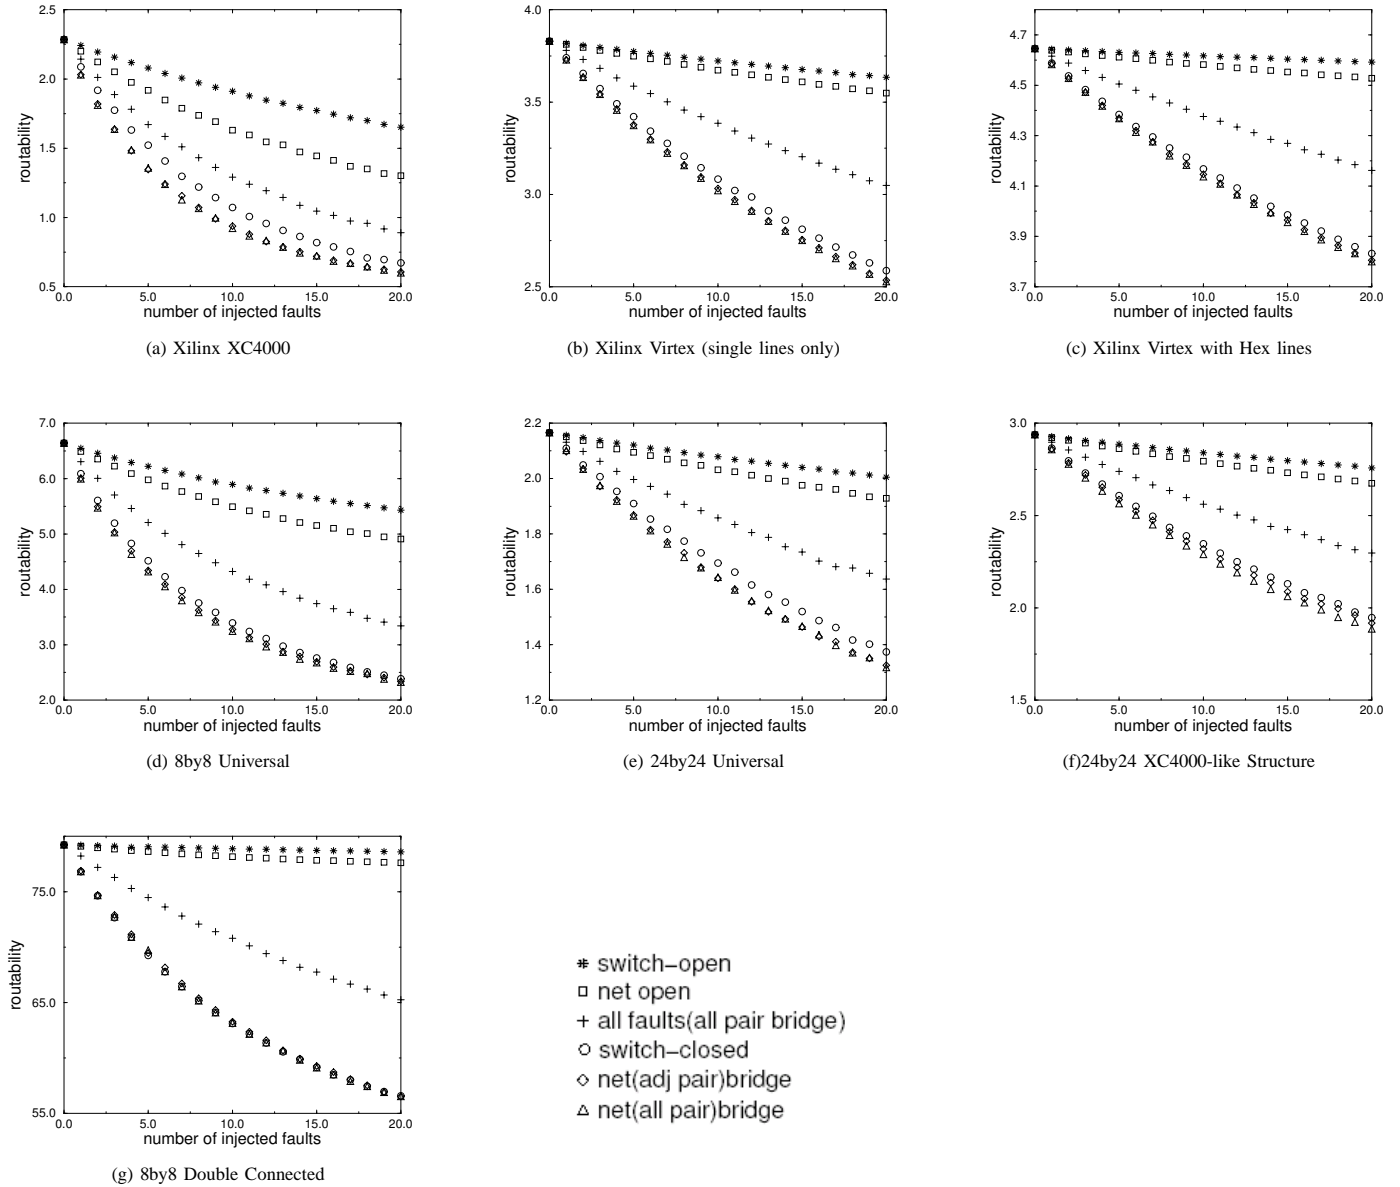 2.5
2.0
1.5
1.0
0.5
routability
0.0 5.0 10.0 15.0 20.0
number of injected faults
(a) Xilinx XC4000
4.0
3.5
3.0
2.5
routability
0.0 5.0 10.0 15.0 20.0
number of injected faults
(b) Xilinx Virtex (single lines only)
4.7
4.5
4.3
4.1
3.9
3.7
routability
0.0 5.0 10.0 15.0 20.0
number of injected faults
(c) Xilinx Virtex with Hex lines
7.0
6.0
5.0
4.0
3.0
2.0
routability
0.0 5.0 10.0 15.0 20.0
number of injected faults
(d) 8by8 Universal
2.2
2.0
1.8
1.6
1.4
1.2
routability
0.0 5.0 10.0 15.0 20.0
number of injected faults
(e) 24by24 Universal
3.0
2.5
2.0
1.5
routability
0.0 5.0 10.0 15.0 20.0
number of injected faults
(f)24by24 XC4000-like Structure
75.0
65.0
55.0
routability
0.0 5.0 10.0 15.0 20.0
number of injected faults
(g) 8by8 Double Connected
switch-open
net open
all faults(all pair bridge)
switch-closed
net(adj pair)bridge
net(all pair)bridge